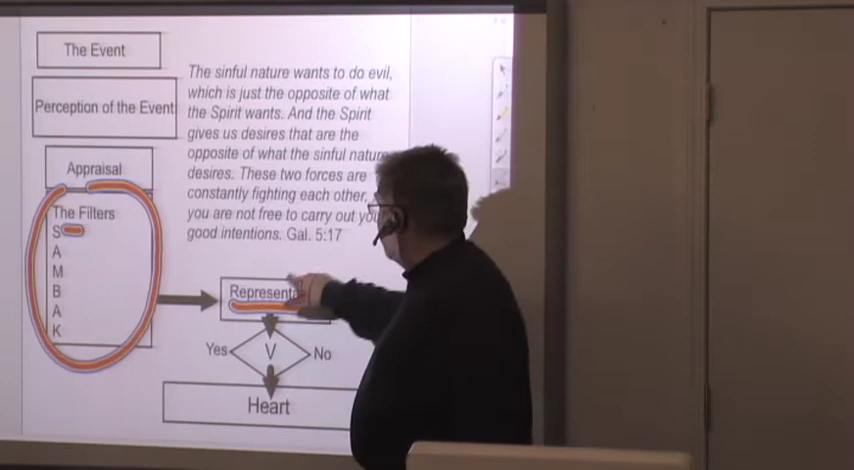 The Event
Perception of the Event
Appraisal
The Filters
S
A
M
B
A
K
The sinful nature wants to do evil,
which is just the opposite of what
the Spirit wants. And the Spirit
gives us desires that are the
opposite of what the sinful nature
desires. These two forces are
constantly fighting each other,
you are not free to carry out
good intentions. Gal. 5:17
Yes
V
No
Heart